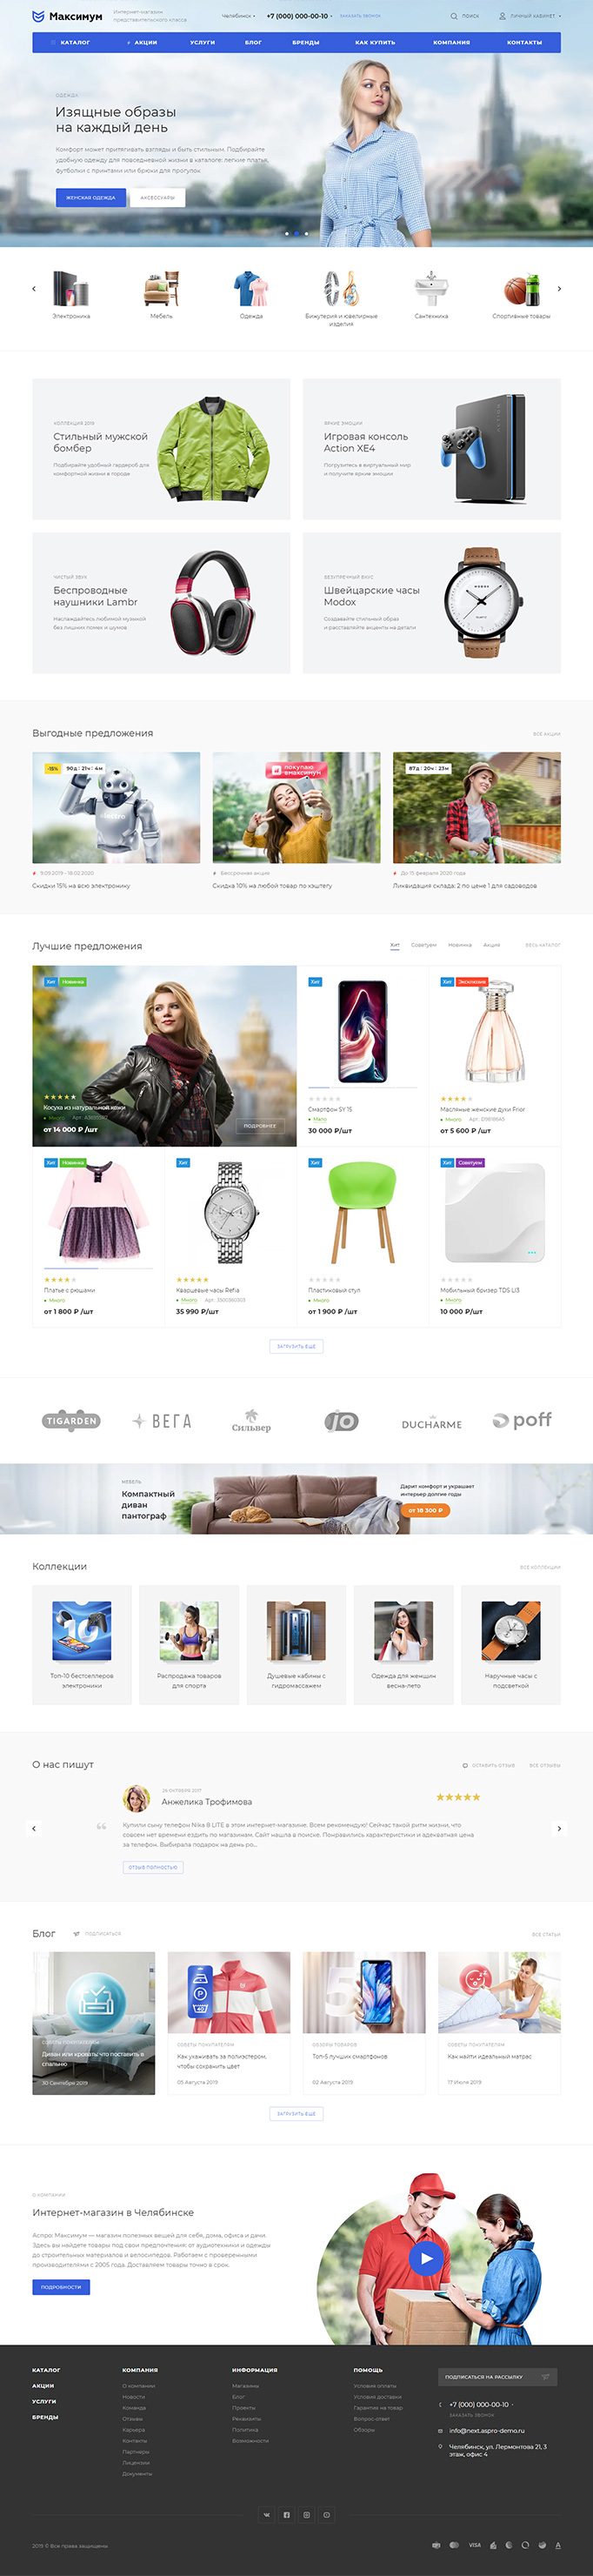 Максимум
Интернет-магазин
представительского класса
Челябинск
+7 (000) 000-00-10
ЗАКАЗАТЬ ЗВОНОК
ПОИСК
ЛИЧНЫЙ КАБИНЕТ
КАТАЛОГ
АКЦИИ
УСЛУГИ
БЛОГ
БРЕНДЫ
КАК КУПИТЬ
КОМПАНИЯ
КОНТАКТЫ
ОДЕЖДА
Изящные образы
на каждый день
Комфорт может притягивать взгляды и быть стильным. Подбирайте
удобную одежду для повседневной жизни в каталоге: легкие платья,
футболки с принтами или брюки для прогулок.
ЖЕНСКАЯ ОДЕЖДА
АКСЕССУАРЫ
Электроника
Мебель
Одежда
Бижутерия и ювелирные
изделия
Сантехника
Спортивные товары
КОЛЛЕКЦИЯ 2019
Стильный мужской
бомбер
Подбирайте удобный гардероб для
комфортной жизни в городе
ЯРКИЕ ЭМОЦИИ
Игровая консоль
Action XE4
Погрузитесь в виртуальный мир
и получите яркие эмоции
ЧИСТЫЙ ЗВУК
Беспроводные
наушники Lambr
Наслаждайтесь любимой музыкой
без лишних помех и шумов
БЕЗУПРЕЧНЫЙ ВКУС
Швейцарские часы
Modox
Создавайте стильный образ
и расставляйте акценты на детали
MODOX
Выгодные предложения
ВСЕ АКЦИИ
-15%
90д : 21ч : 4м
electro
покупаю
вмаксимум
87д : 20ч : 23м
9.09.2019 - 18.02.2020
Скидки 15% на всю электронику
Бессрочная акция
Скидка 10% на любой товар по хэштегу
До 15 февраля 2020 года
Ликвидация склада: 2 по цене 1 для садоводов
Лучшие предложения
Хит
Советуем
Новинка
Акция
ВЕСЬ КАТАЛОГ
Хит
Новинка
Косуха из натуральной кожи
Много
от 14 000 ₽ /шт
ПОДРОБНЕЕ
Хит
Смартфон SY 15
Мало
30 000 ₽/шт
Хит
Эксклюзив
Масляные женские духи Frior
Много
от 5 600 ₽ /шт
Хит
Новинка
Платье с рюшами
Много
от 1 800 ₽ /шт
Хит
Кварцевые часы Refia
Много
35 990 ₽/шт
Хит
Пластиковый стул
Много
от 1 900 ₽ /шт
Хит
Советуем
Мобильный бризер TDS Li3
Много
10 000 ₽/шт
ЗАГРУЗИТЬ ЕЩЕ
TIGARDEN
ВЕГА
Сильвер
jo
DUCHARME
poff
МЕБЕЛЬ
Компактный
диван
пантограф
Дарит комфорт и украшает
интерьер долгие годы
от 18 300 ₽
Коллекции
ВСЕ КОЛЛЕКЦИИ
10
Топ-10 бестселлеров
электроники
Распродажа товаров
для спорта
Душевые кабины с
гидромассажем
Одежда для женщин
весна-лето
Наручные часы с
подсветкой
О нас пишут
ОСТАВИТЬ ОТЗЫВ
ВСЕ ОТЗЫВЫ
26 ОКТЯБРЯ 2017
Анжелика Трофимова
Купили сыну телефон Nika 8 LITE в этом интернет-магазине. Всем рекомендую! Сейчас такой ритм жизни, что
совсем нет времени ездить по магазинам. Сайт нашла в поиске. Понравились характеристики и адекватная цена
за телефон. Выбирала подарок на день ро...
ОТЗЫВ ПОЛНОСТЬЮ
Блог
ПОДПИСАТЬСЯ
ВСЕ СТАТЬИ
СОВЕТЫ ПОКУПАТЕЛЯМ
Диван или кровать: что поставить в
спальню
30 Сентября 2019
СОВЕТЫ ПОКУПАТЕЛЯМ
Как ухаживать за полиэстером,
чтобы сохранить цвет
05 Августа 2019
ОБЗОРЫ ТОВАРОВ
Топ-5 лучших смартфонов
02 Августа 2019
СОВЕТЫ ПОКУПАТЕЛЯМ
Как найти идеальный матрас
17 Июля 2019
ЗАГРУЗИТЬ ЕЩЕ
О КОМПАНИИ
Интернет-магазин в Челябинске
Аспро: Максимум — магазин полезных вещей для себя, дома, офиса и дачи.
Здесь вы найдете товары под свои предпочтения: от аудиотехники и одежды
до строительных материалов и велосипедов. Работаем с проверенными
производителями с 2005 года. Доставляем товары точно в срок.
ПОДРОБНОСТИ
КАТАЛОГ
АКЦИИ
УСЛУГИ
БРЕНДЫ
КОМПАНИЯ
О компании
Новости
Команда
Отзывы
Карьера
Контакты
Партнеры
Лицензии
Документы
ИНФОРМАЦИЯ
Магазины
Блог
Проекты
Реквизиты
Политика
Возможности
ПОМОЩЬ
Условия оплаты
Условия доставки
Гарантия на товар
Вопрос-ответ
Обзоры
ПОДПИСАТЬСЯ НА РАССЫЛКУ
+7 (000) 000-00-10
ЗАКАЗАТЬ ЗВОНОК
info@next.aspro-demo.ru
Челябинск, ул. Лермонтова 21, 3
этаж, офис 4
2019 © Все права защищены
VISA